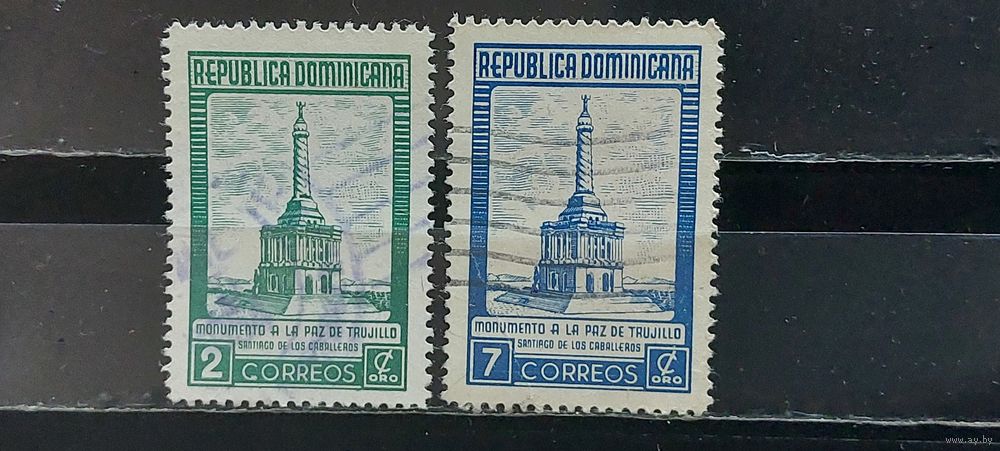 REPUBLICA DOMINICANA
MONUMENTO A LA PAZ DE TRUJILLO
SANTIAGO DE LOS CABALLEROS
2 CORREOS ₵ ORO
REPUBLICA DOMINICANA
MONUMENTO A LA PAZ DE TRUJILLO
SANTIAGO DE LOS CABALLEROS
7 CORREOS ₵ ORO
www.ay.by